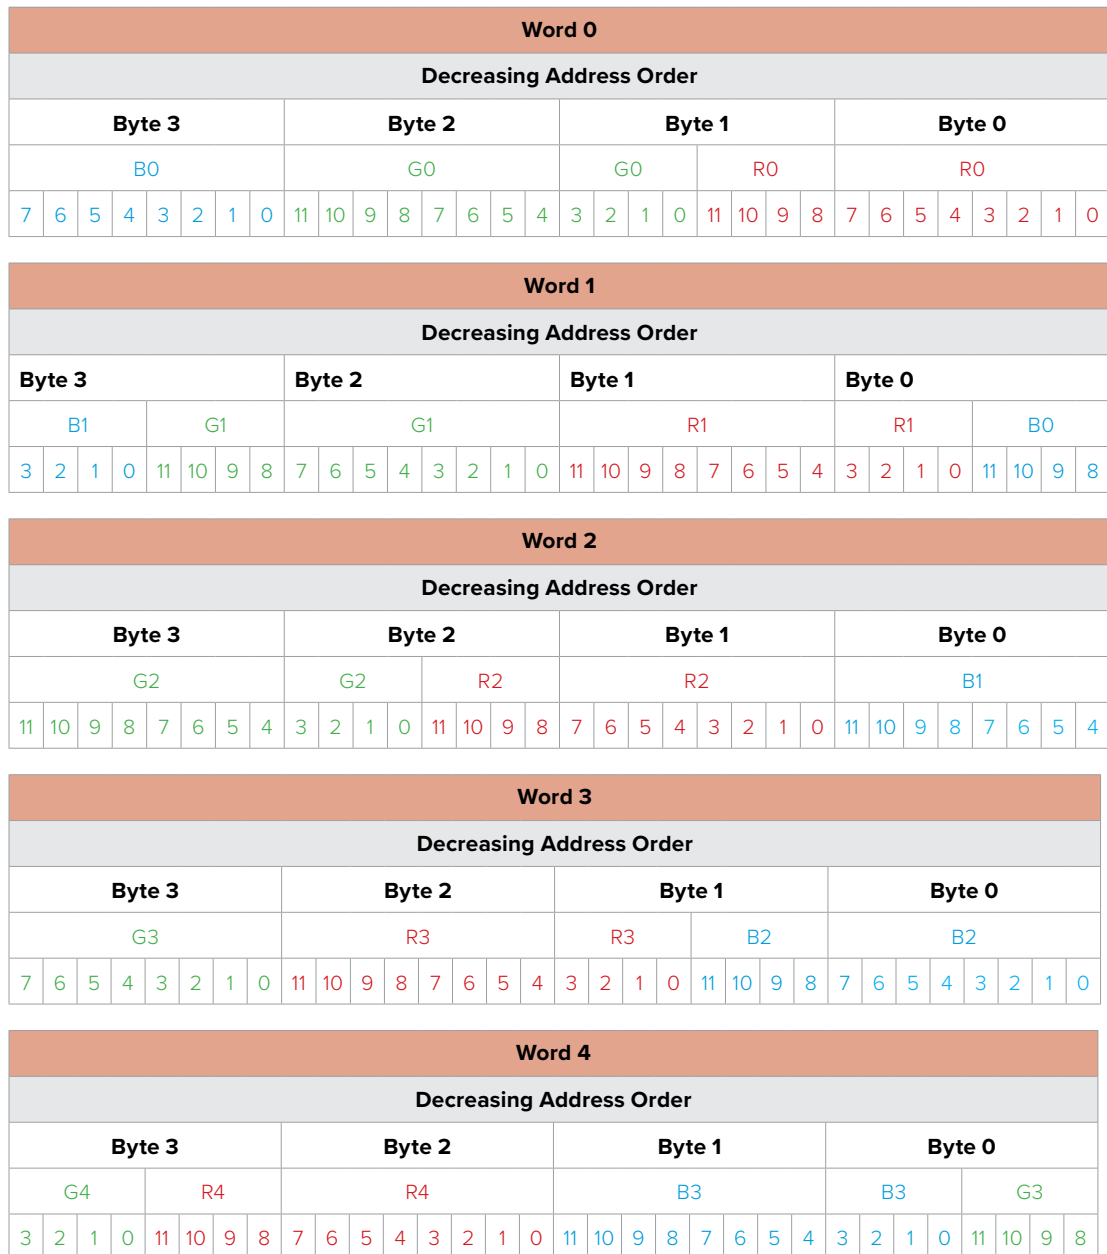 Word 0
Decreasing Address Order
Byte 3 Byte 2 Byte 1 Byte 0
B0 G0 G0 R0 R0
7 6 5 4 3 2 1 0 11 10 9 8 7 6 5 4 3 2 1 0 11 10 9 8 7 6 5 4 3 2 1 0
Word 1
Decreasing Address Order
Byte 3 Byte 2 Byte 1 Byte 0
B1 G1 G1 R1 R1 B0
3 2 1 0 11 10 9 8 7 6 5 4 3 2 1 0 11 10 9 8 7 6 5 4 3 2 1 0 11 10 9 8
Word 2
Decreasing Address Order
Byte 3 Byte 2 Byte 1 Byte 0
G2 G2 R2 R2 B1
11 10 9 8 7 6 5 4 3 2 1 0 11 10 9 8 7 6 5 4 3 2 1 0 11 10 9 8 7 6 5 4
Word 3
Decreasing Address Order
Byte 3 Byte 2 Byte 1 Byte 0
G3 R3 R3 B2 B2
7 6 5 4 3 2 1 0 11 10 9 8 7 6 5 4 3 2 1 0 11 10 9 8 7 6 5 4 3 2 1 0
Word 4
Decreasing Address Order
Byte 3 Byte 2 Byte 1 Byte 0
G4 R4 R4 B3 B3 G3
3 2 1 0 11 10 9 8 7 6 5 4 3 2 1 0 11 10 9 8 7 6 5 4 3 2 1 0 11 10 9 8